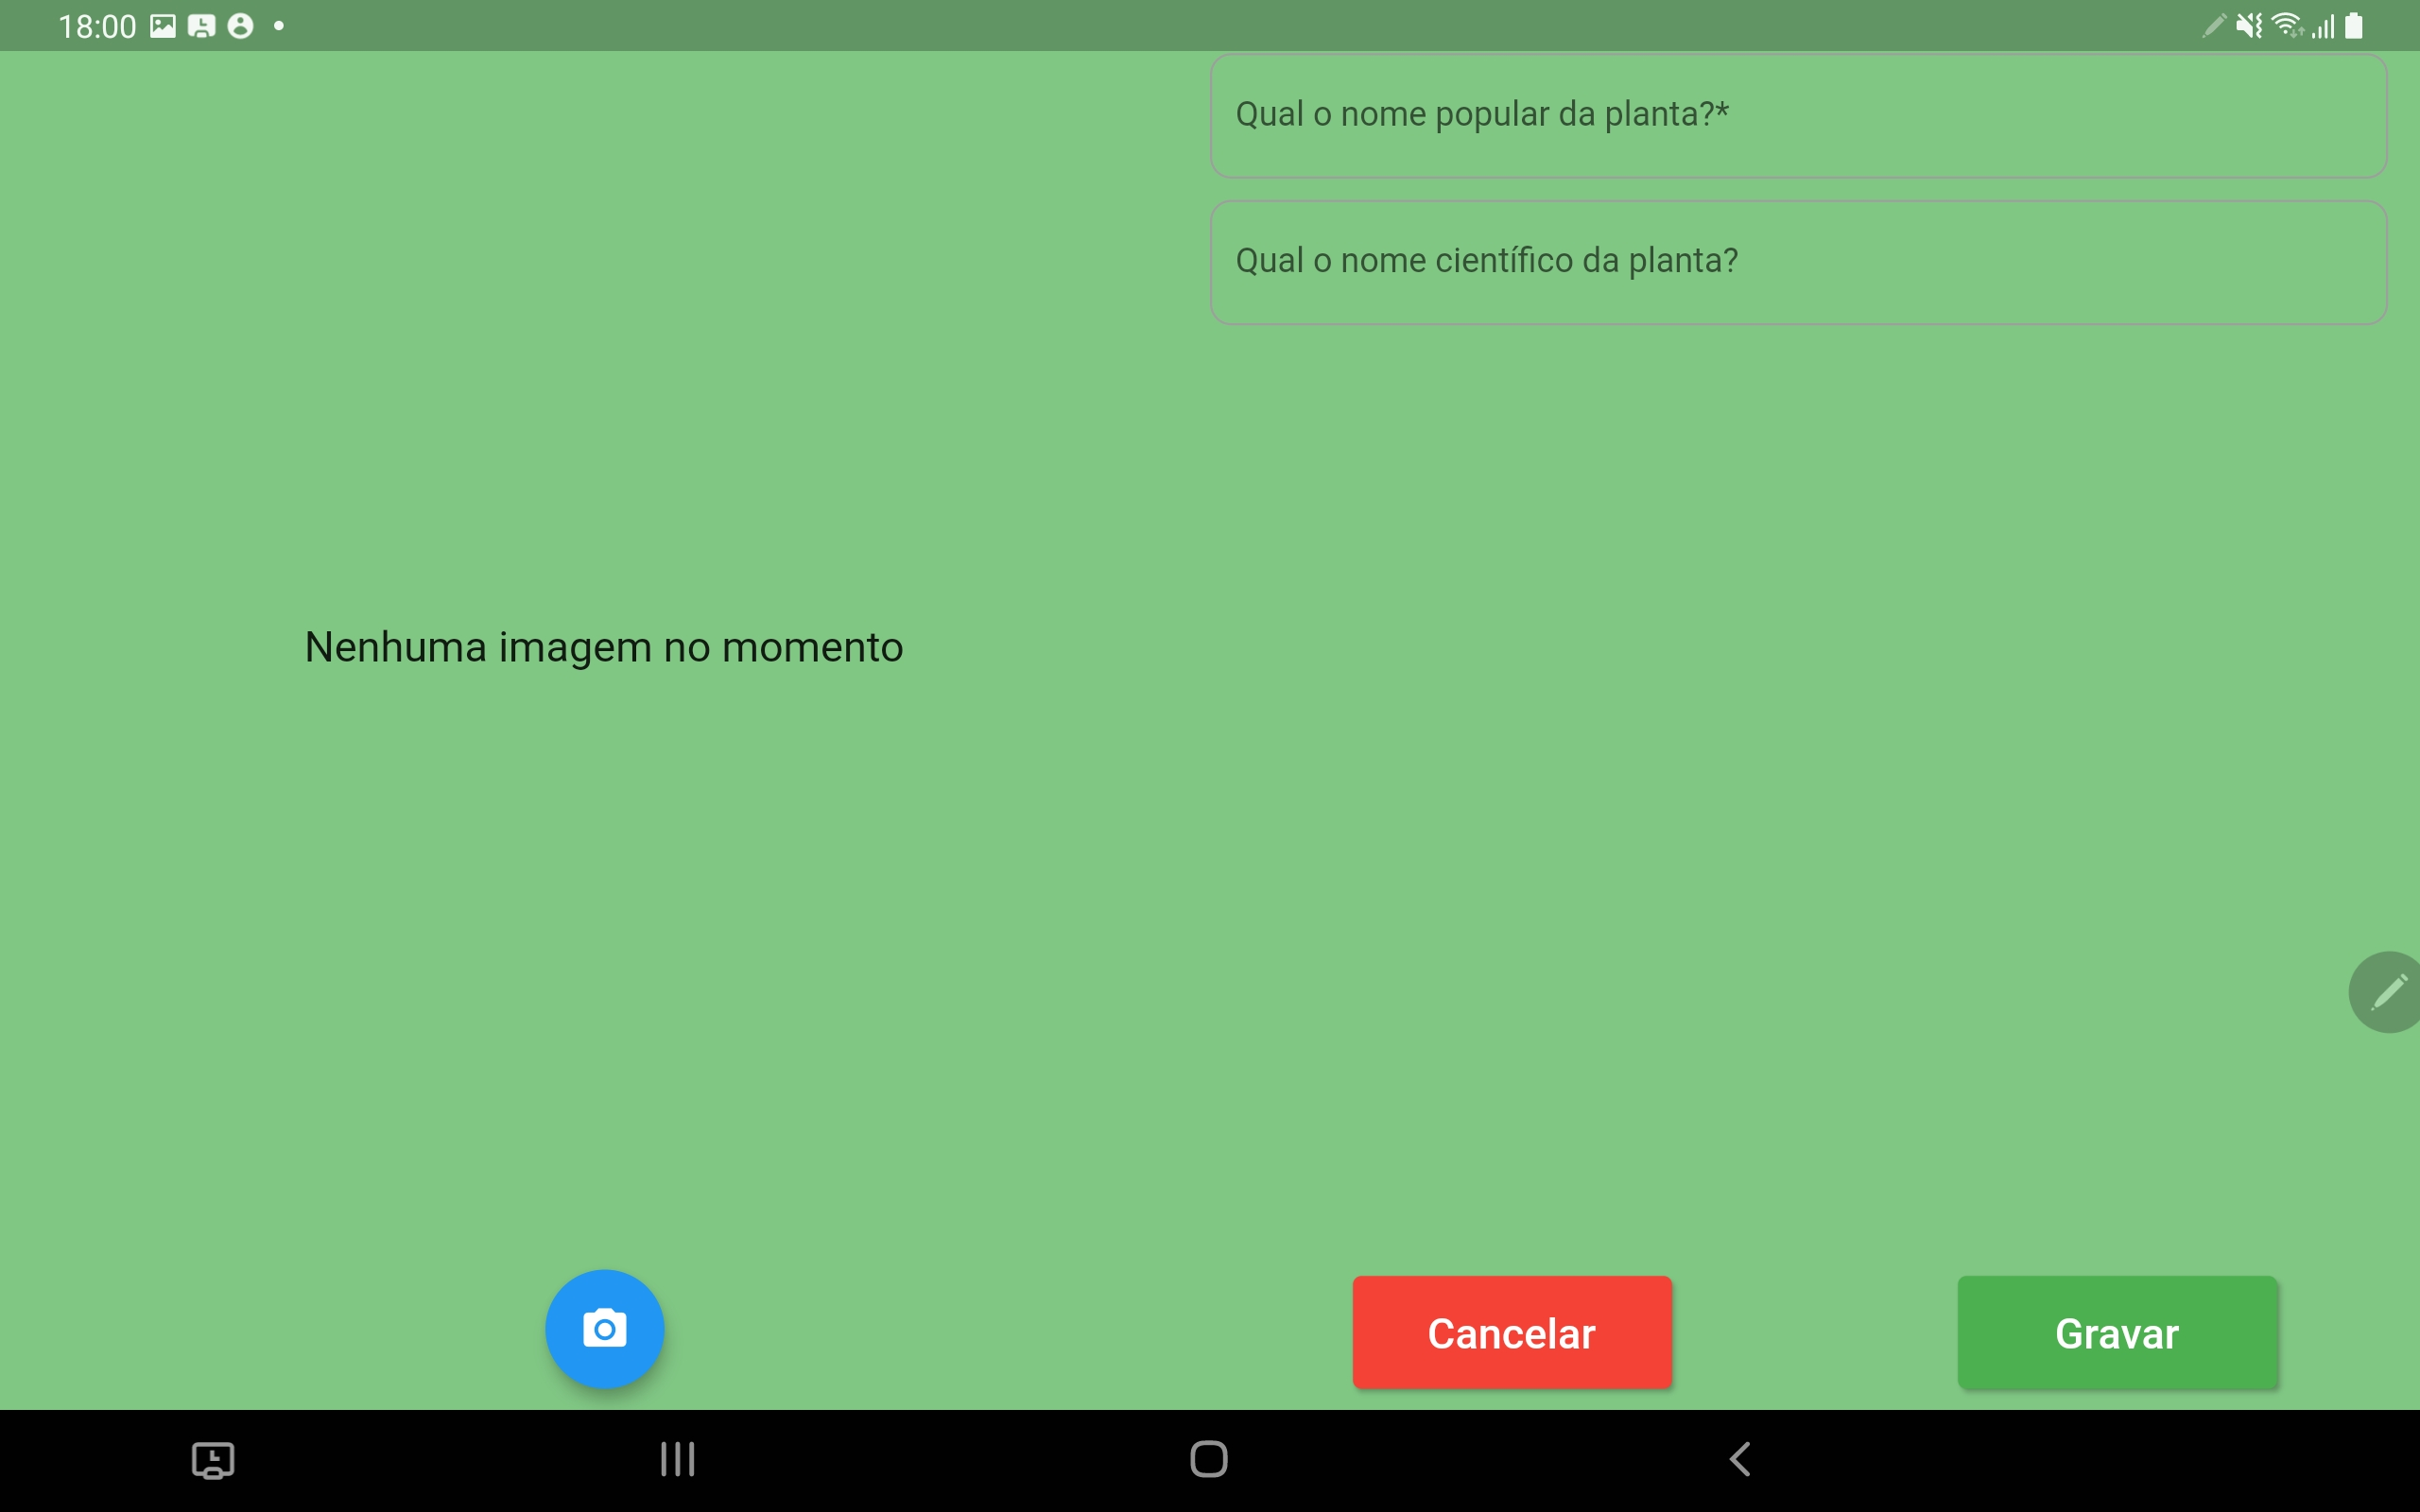 18:00
Qual o nome popular da planta?*
Qual o nome científico da planta?
Nenhuma imagem no momento
Cancelar
Gravar